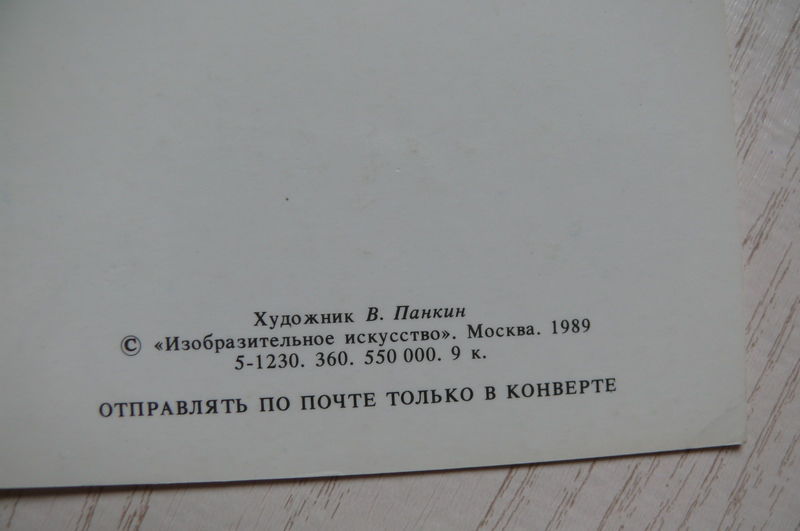 Художник В. Панкин
© «Изобразительное искусство». Москва. 1989
5-1230. 360. 550 000. 9 к.
ОТПРАВЛЯТЬ ПО ПОЧТЕ ТОЛЬКО В КОНВЕРТЕ